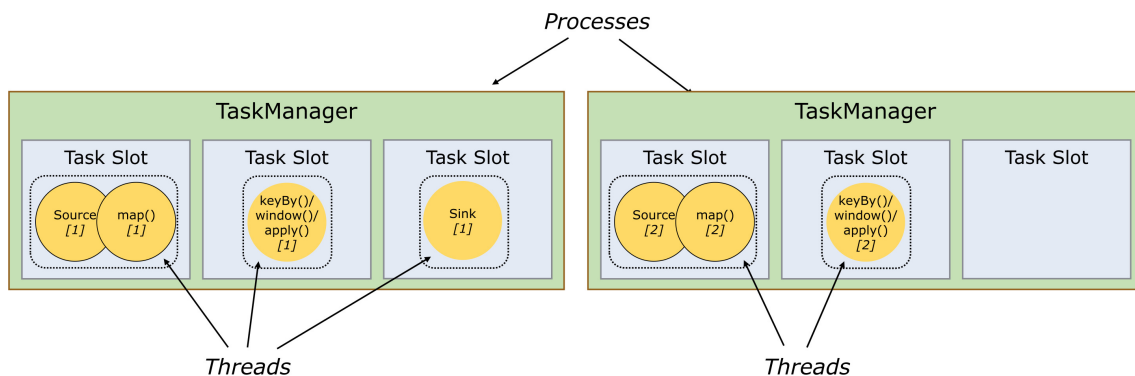 Processes
TaskManager
Task Slot
Source
[1]
map()
[1]
Task Slot
keyBy()/
window()/
apply()
[1]
Task Slot
Sink
[1]
TaskManager
Task Slot
Source
[2]
map()
[2]
Task Slot
keyBy()/
window()/
apply()
[2]
Task Slot
Threads
Threads